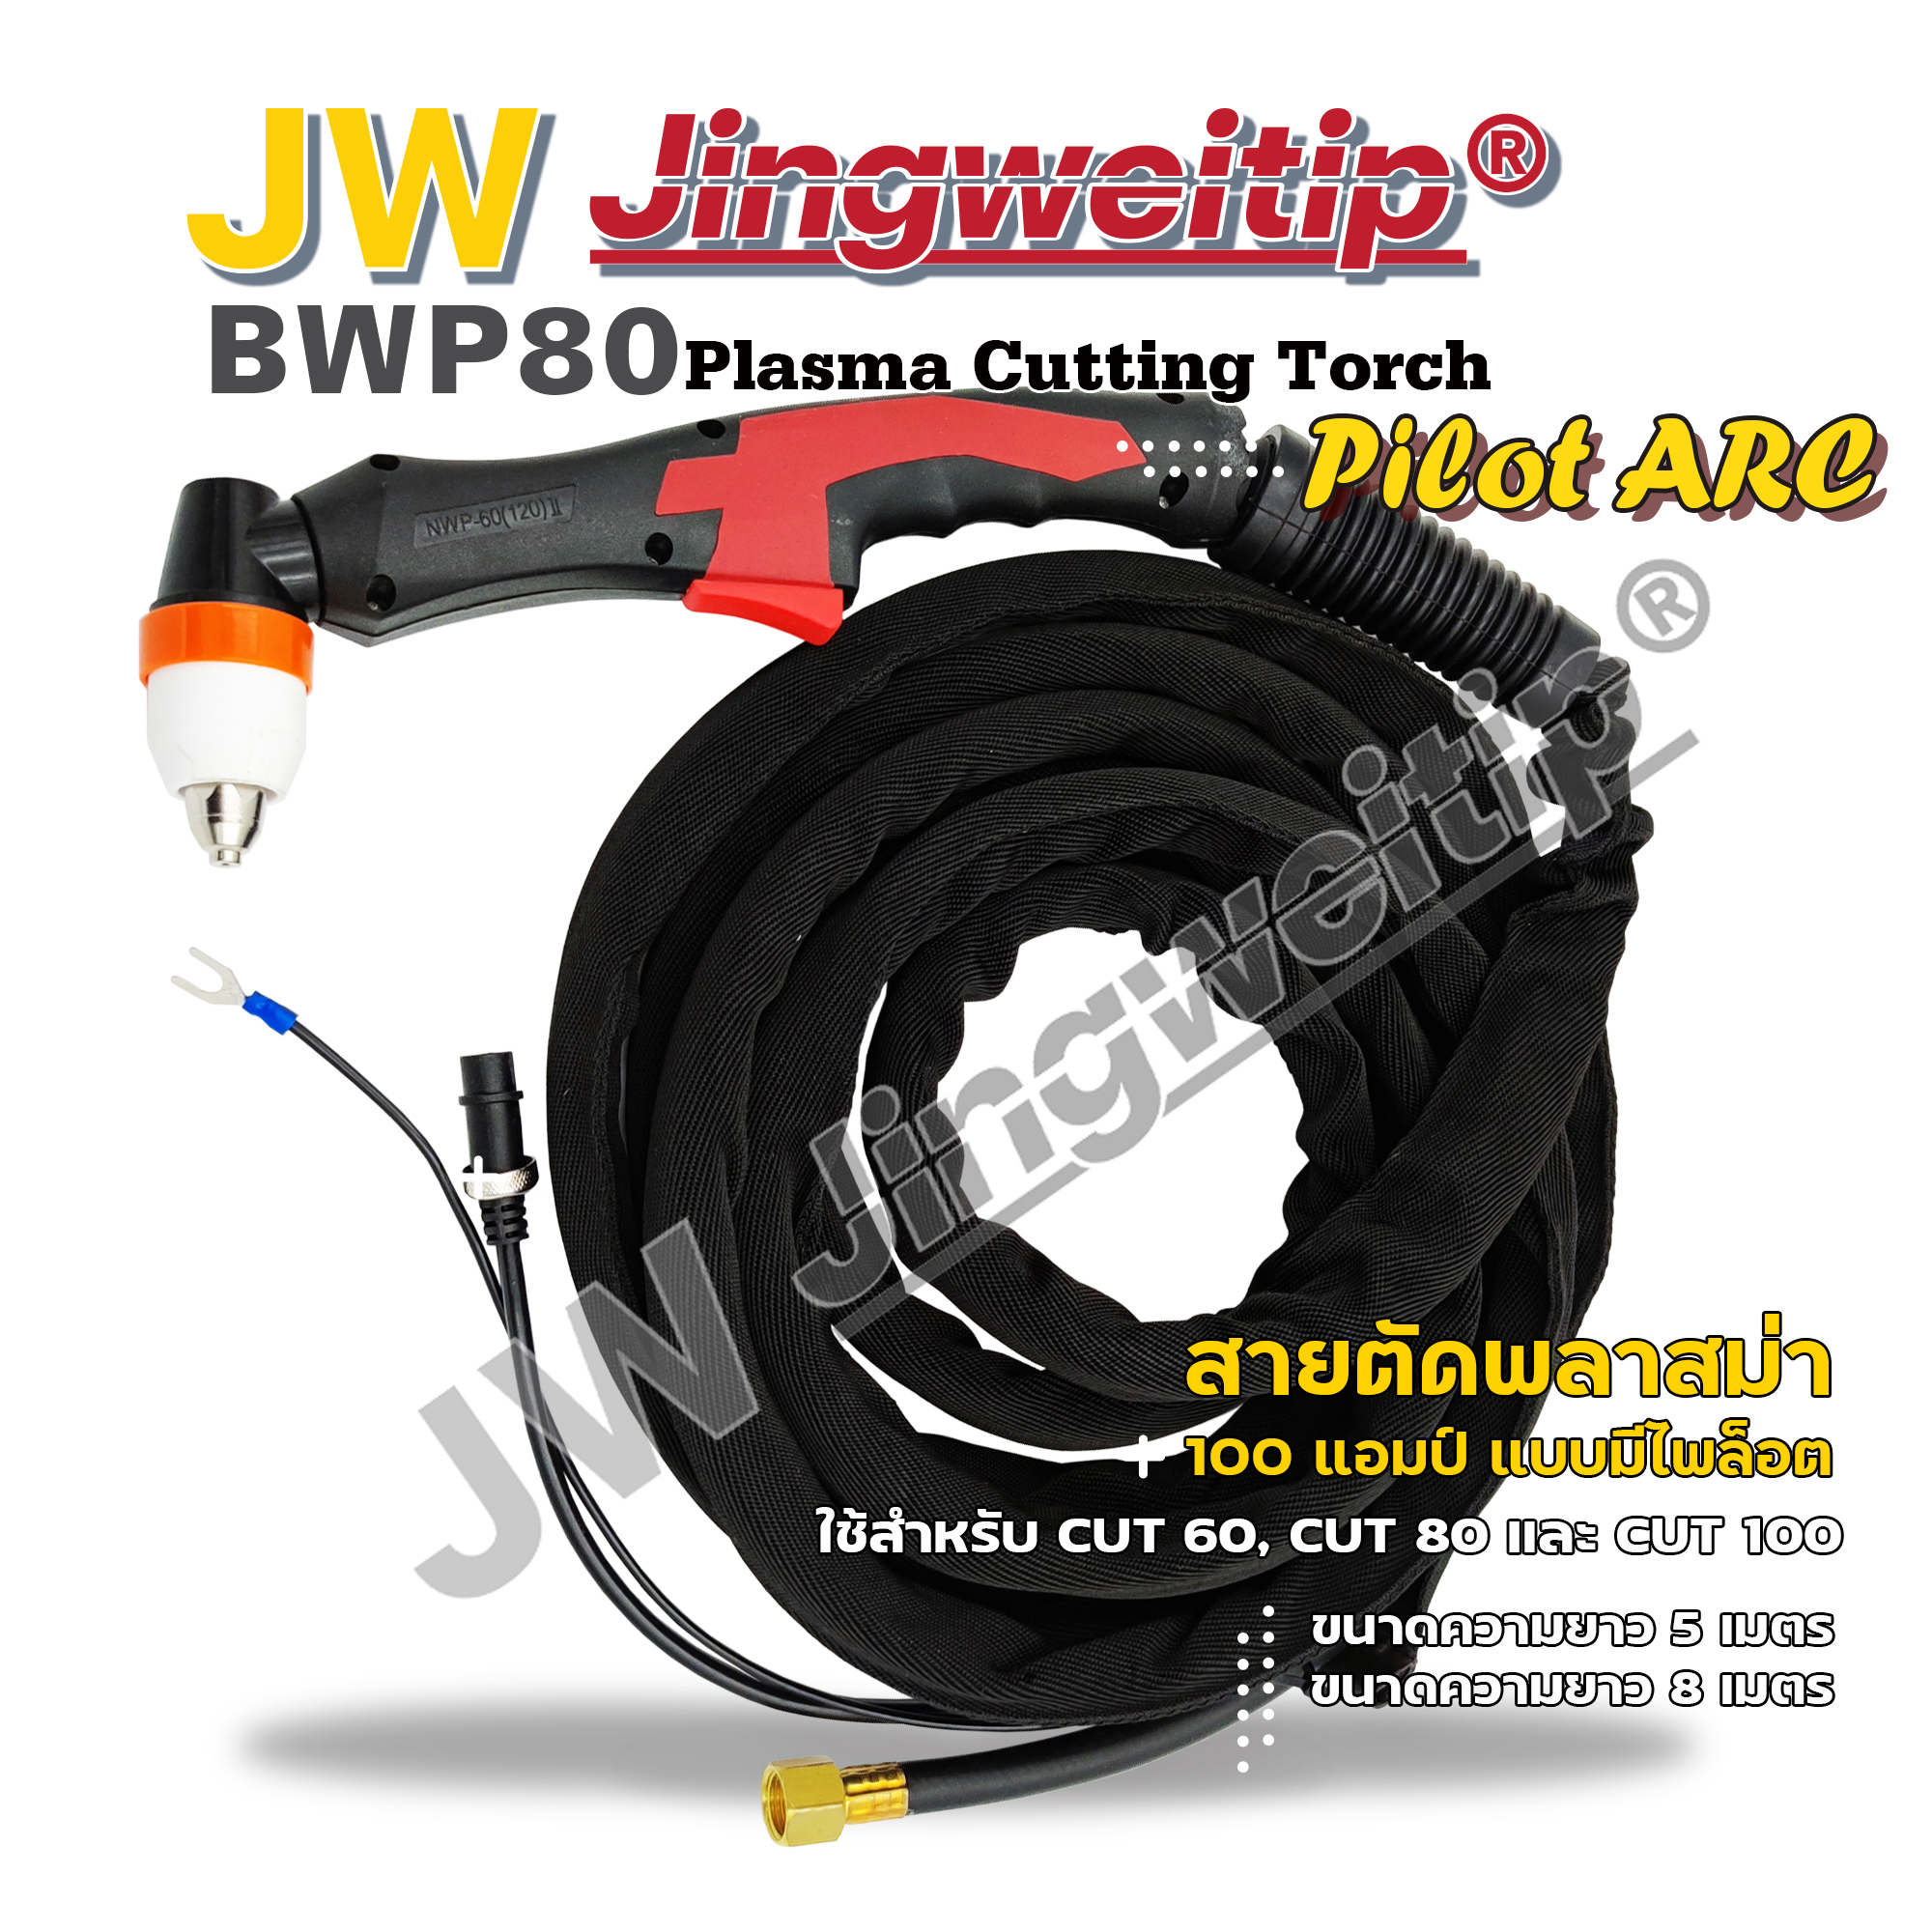 JW Jingweitip®
BWP80 Plasma Cutting Torch
Pilot ARC
NWP-60(120)II
JW Jingweitip®
สายตัดพลาสม่า
100 แอมป์ แบบมีไพล็อต
ใช้สำหรับ CUT 60, CUT 80 และ CUT 100
ขนาดความยาว 5 เมตร
ขนาดความยาว 8 เมตร